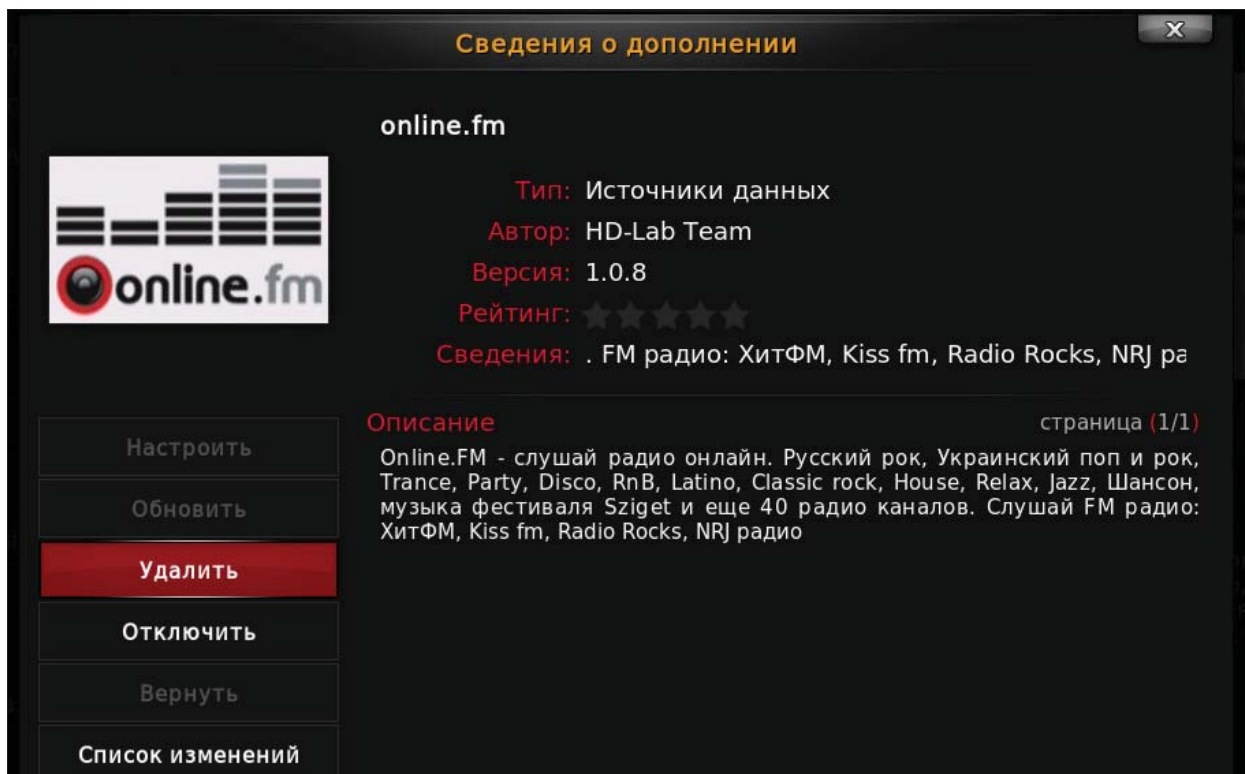 Сведения о дополнении
X
online.fm
online.fm
Тип: Источники данных
Автор: HD-Lab Team
Версия: 1.0.8
Рейтинг:
Сведения: . FM радио: ХитФМ, Kiss fm, Radio Rocks, NRJ ра
Описание
страница (1/1)
Online.FM - слушай радио онлайн. Русский рок, Украинский поп и рок,
Trance, Party, Disco, RnB, Latino, Classic rock, House, Relax, Jazz, Шансон,
музыка фестиваля Sziget и еще 40 радио каналов. Слушай FM радио:
ХитФМ, Kiss fm, Radio Rocks, NRJ радио
Настроить
Обновить
Удалить
Отключить
Вернуть
Список изменений